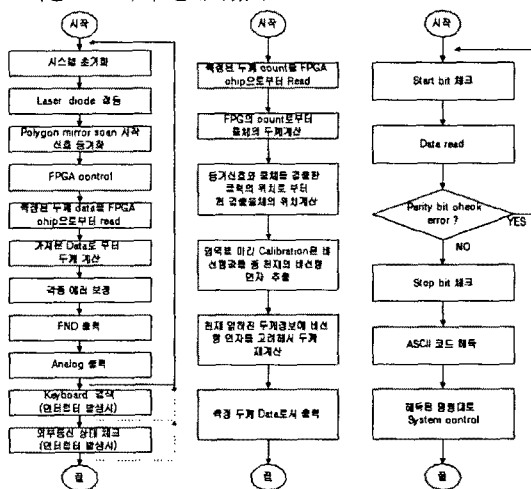 시작
시스템 초기화
Laser diode 점등
Polygon mirror scan 시작
신호 동기화
FPGA control
측정된 두께 data를 FPGA
chip으로부터 read
가져온 Data로 부터
두께 계산
각종 에러 보정
FND 출력
Analog 출력
Keyboard 검색
(인터럽터 발생시)
외부통신 상태 체크
(인터럽터 발생시)
끝
시작
측정된 두께 count를 FPGA
chip으로부터 Read
FPG의 count로부터
물체의 두께계산
동기신호와 물체를 검출한
위치로 부터
현 검출물체의 위치계산
Calibration된 비
선형값들 중 현재의 비선형
인자 추출
현재 얻어진 두께정보에 비선
형 인자를 고려해서 두께
재계산
측정 두께 Data로서 출력
끝
시작
Start bit 체크
Data read
Parity bit check
error ?
YES
NO
Stop bit 체크
ASCII 코드 해독
해독된 명령대로
System control
끝